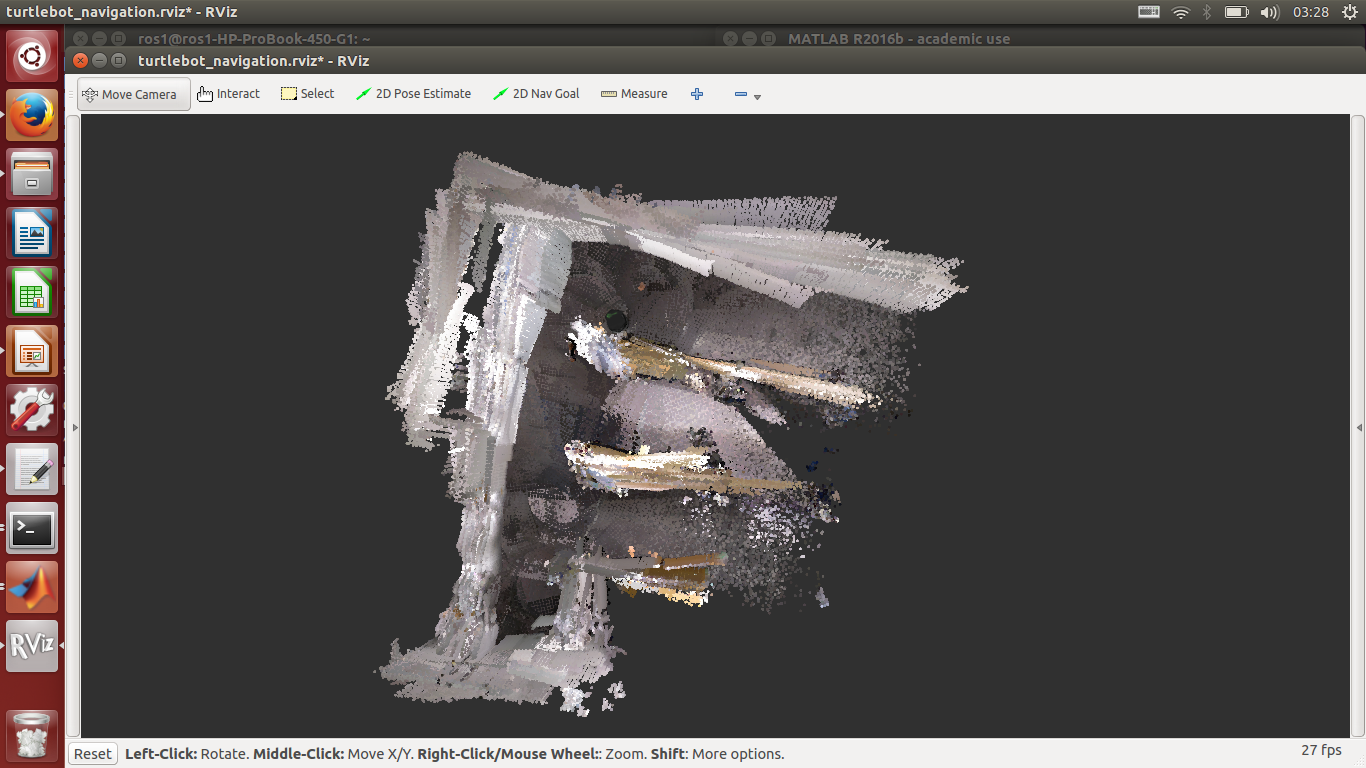 turtlebot_navigation.rviz* - RViz
03:28
ros1@ros1-HP-ProBook-450-G1: ~
MATLAB R2016b - academic use
turtlebot_navigation.rviz* - RViz
Move Camera Interact Select 2D Pose Estimate 2D Nav Goal Measure
RViz
Reset Left-Click: Rotate. Middle-Click: Move X/Y. Right-Click/Mouse Wheel:: Zoom. Shift: More options. 27 fps